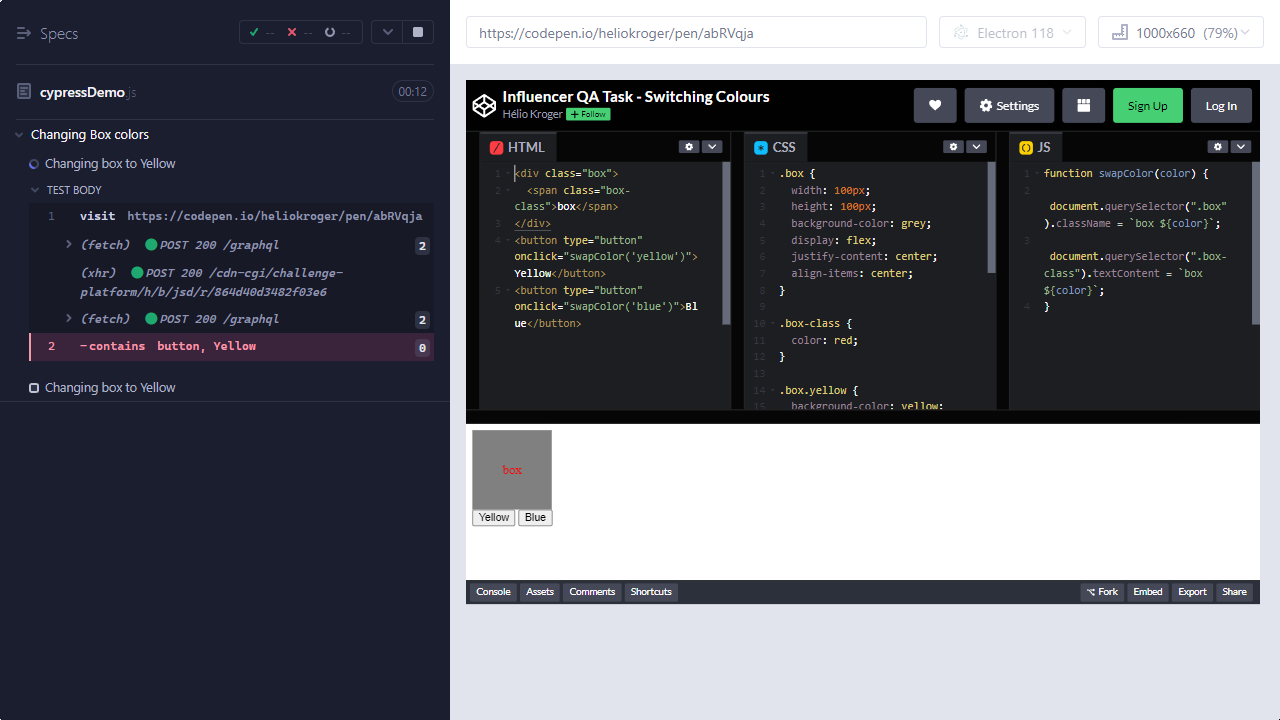 Specs
--
--
--
https://codepen.io/heliokroger/pen/abRVqja
Electron 118
1000x660 (79%)
cypressDemo.js
00:12
Changing Box colors
Changing box to Yellow
TEST BODY
1 visit https://codepen.io/heliokroger/pen/abRVqja
(fetch) POST 200 /graphql 2
(xhr) POST 200 /cdn-cgi/challenge-
platform/h/b/jsd/r/864d40d3482f03e6
(fetch) POST 200 /graphql 2
2 -contains button, Yellow 0
Changing box to Yellow
Influencer QA Task - Switching Colours
Hélio Kroger + Follow
Settings
Sign Up
Log In
HTML
1 <div class="box">
2 <span class="box-
class">box</span>
3 </div>
4 <button type="button"
onclick="swapColor('yellow')">
Yellow</button>
5 <button type="button"
onclick="swapColor('blue')">Bl
ue</button>
CSS
1 .box {
2 width: 100px;
3 height: 100px;
4 background-color: grey;
5 display: flex;
6 justify-content: center;
7 align-items: center;
8 }
9
10 .box-class {
11 color: red;
12 }
13
14 .box.yellow {
15 background-color: yellow;
JS
1 function swapColor(color) {
2
document.querySelector(".box"
).className = `box ${color}`;
3
document.querySelector(".box-
class").textContent = `box
${color}`;
4 }
box
Yellow
Blue
Console
Assets
Comments
Shortcuts
Fork
Embed
Export
Share